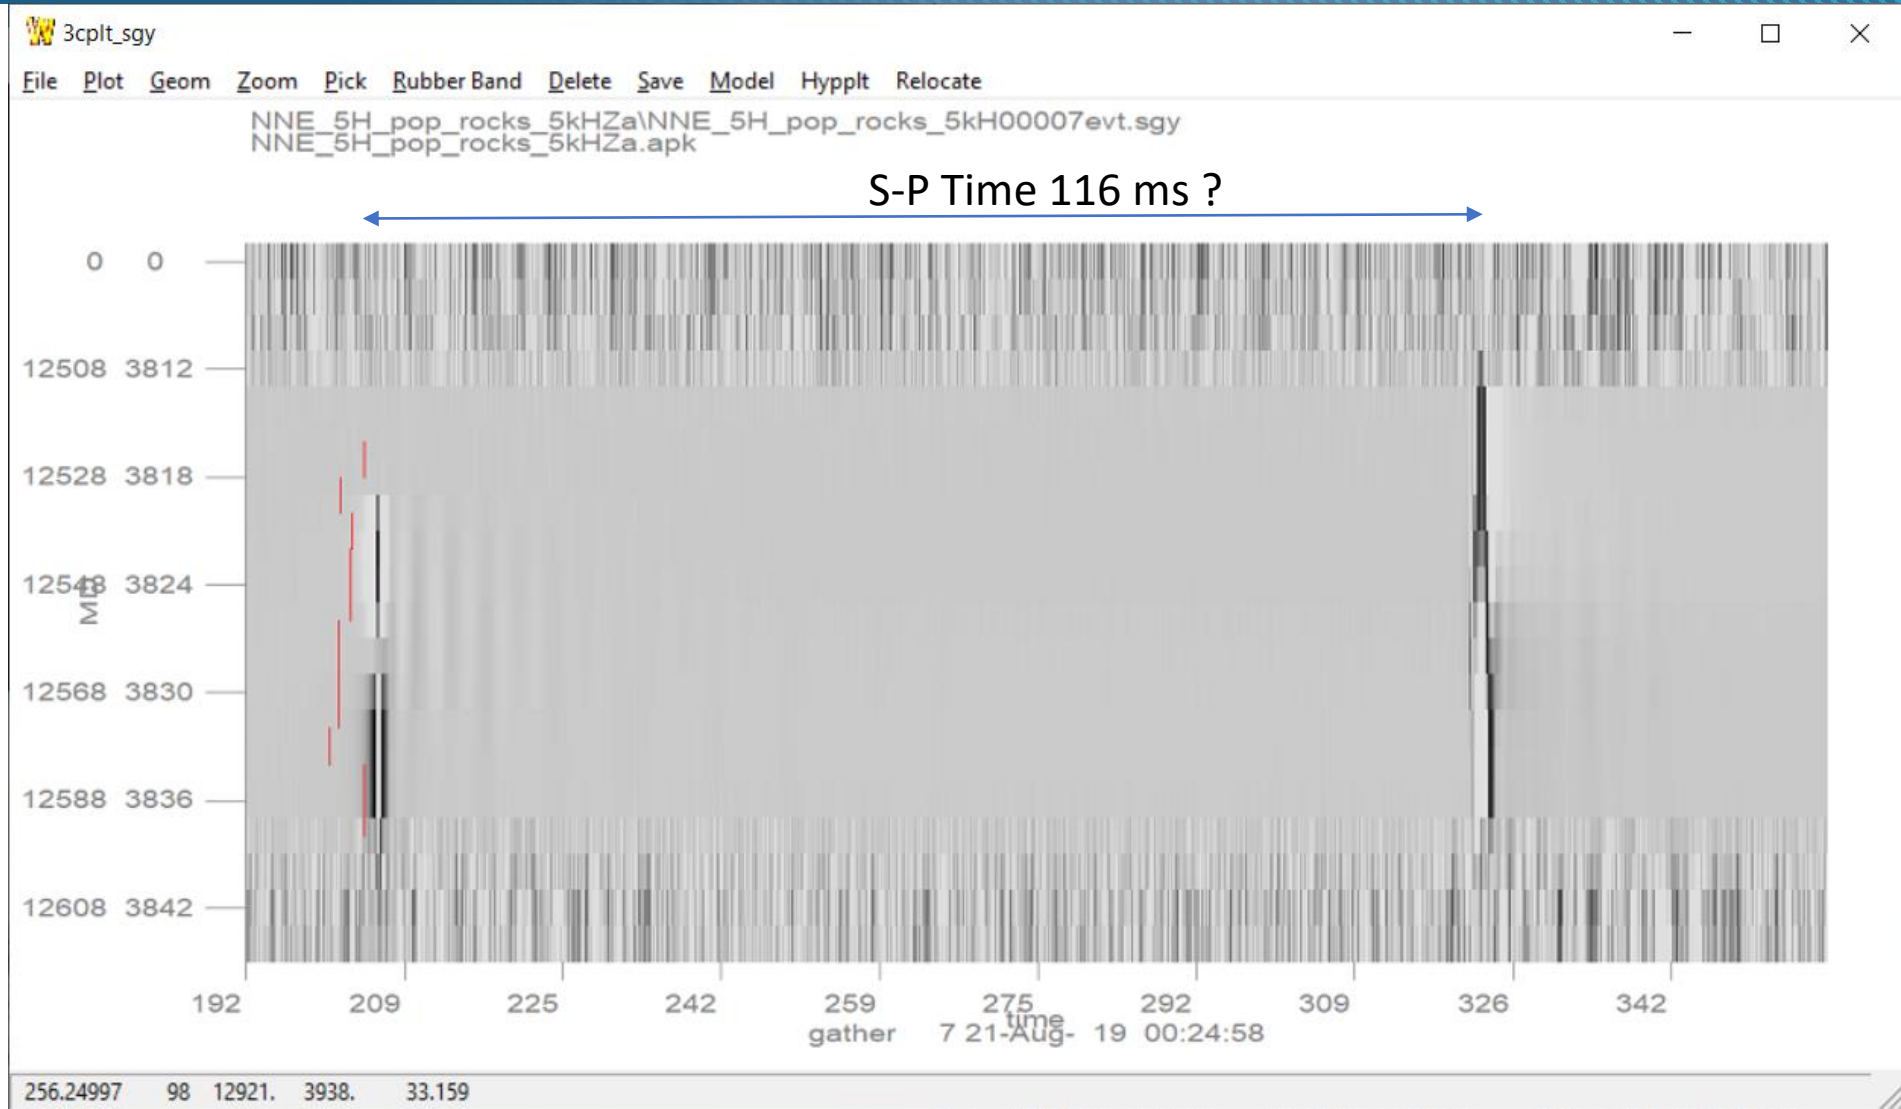 3cplt_sgy
File Plot Geom Zoom Pick Rubber Band Delete Save Model Hypplt Relocate
NNE_5H_pop_rocks_5kHZa\NNE_5H_pop_rocks_5kH00007evt.sgy
NNE_5H_pop_rocks_5kHZa.apk
S-P Time 116 ms ?
0 0
12508 3812
12528 3818
12548 3824
MD
12568 3830
12588 3836
12608 3842
192 209 225 242 259 275 292 309 326 342
time
gather 7 21-Aug- 19 00:24:58
256.24997 98 12921. 3938. 33.159